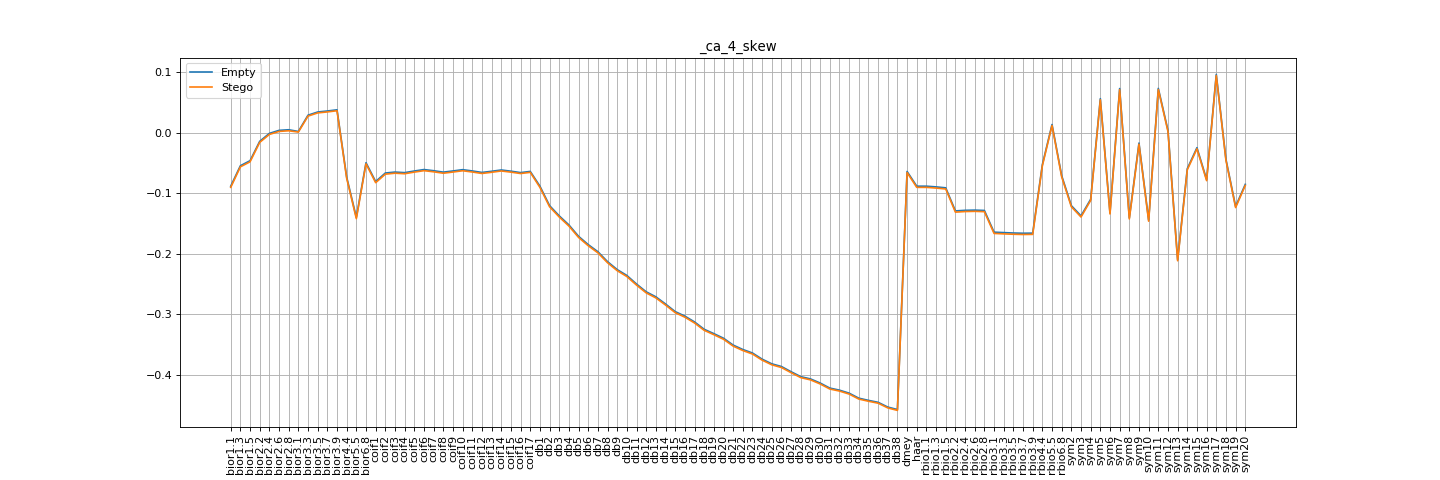 _ca_4_skew
Empty
Stego
0.1
0.0
−0.1
−0.2
−0.3
−0.4
bior1.1
bior1.3
bior1.5
bior2.2
bior2.4
bior2.6
bior2.8
bior3.1
bior3.3
bior3.5
bior3.7
bior3.9
bior4.4
bior5.5
bior6.8
coif1
coif2
coif3
coif4
coif5
coif6
coif7
coif8
coif9
coif10
coif11
coif12
coif13
coif14
coif15
coif16
coif17
db1
db2
db3
db4
db5
db6
db7
db8
db9
db10
db11
db12
db13
db14
db15
db16
db17
db18
db19
db20
db21
db22
db23
db24
db25
db26
db27
db28
db29
db30
db31
db32
db33
db34
db35
db36
db37
db38
dmey
haar
rbio1.1
rbio1.3
rbio1.5
rbio2.2
rbio2.4
rbio2.6
rbio2.8
rbio3.1
rbio3.3
rbio3.5
rbio3.7
rbio3.9
rbio4.4
rbio5.5
rbio6.8
sym2
sym3
sym4
sym5
sym6
sym7
sym8
sym9
sym10
sym11
sym12
sym13
sym14
sym15
sym16
sym17
sym18
sym19
sym20